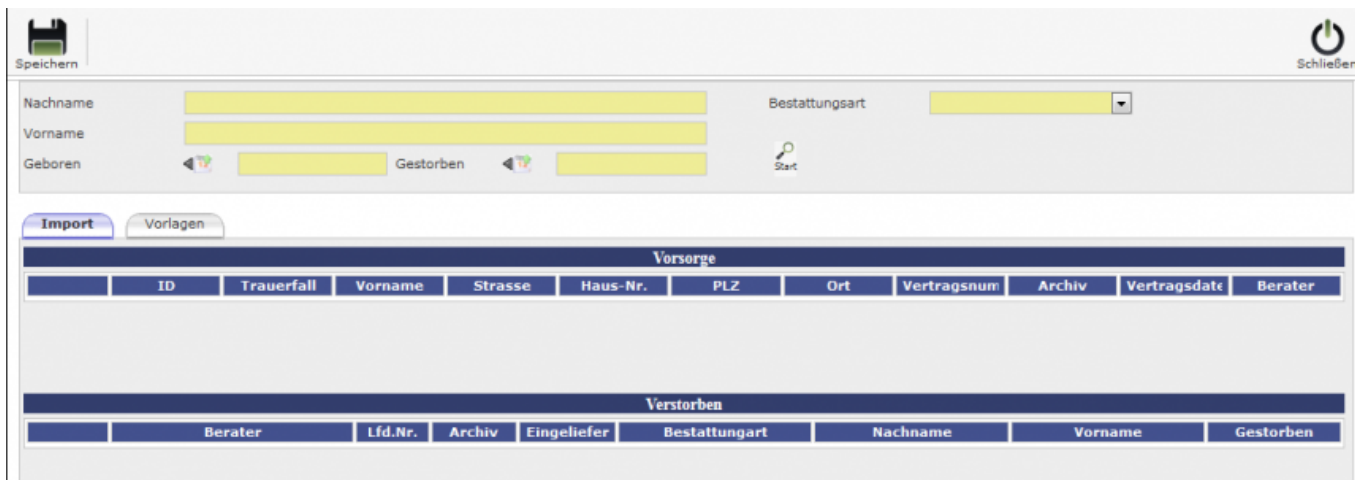 Speichern
Schließen
Nachname Bestattungsart
Vorname
Geboren Gestorben Start
Import Vorlagen
Vorsorge
ID Trauerfall Vorname Strasse Haus-Nr. PLZ Ort Vertragsnum Archiv Vertragsdate Berater
Verstorben
Berater Lfd.Nr. Archiv Eingeliefer Bestattungart Nachname Vorname Gestorben